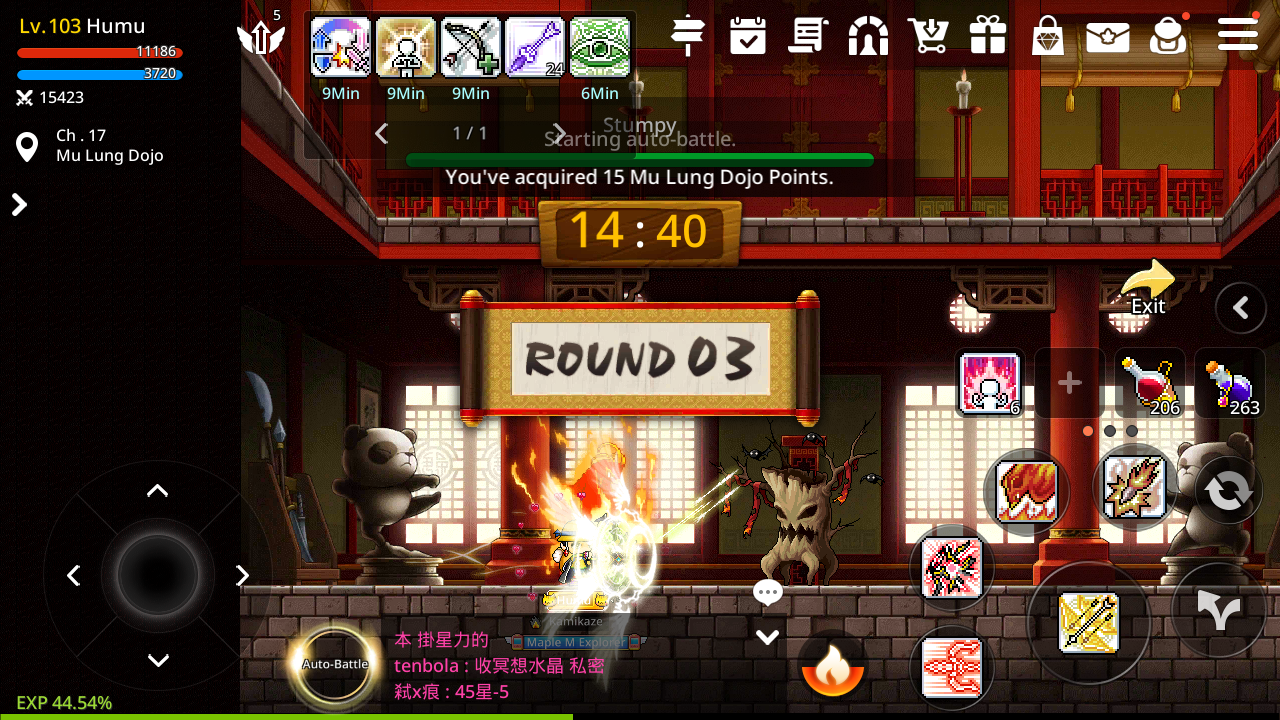 Lv.103 Humu
11186
3720
15423
Ch . 17
Mu Lung Dojo
5
24
9Min
9Min
9Min
6Min
1 / 1
Stumpy
Starting auto-battle.
You've acquired 15 Mu Lung Dojo Points.
14 : 40
ROUND 03
Exit
6
206
263
Kamikaze
Maple M Explorer
Auto-Battle
本 掛星力的
tenbola : 收冥想水晶 私密
弒x痕 : 45星-5
EXP 44.54%